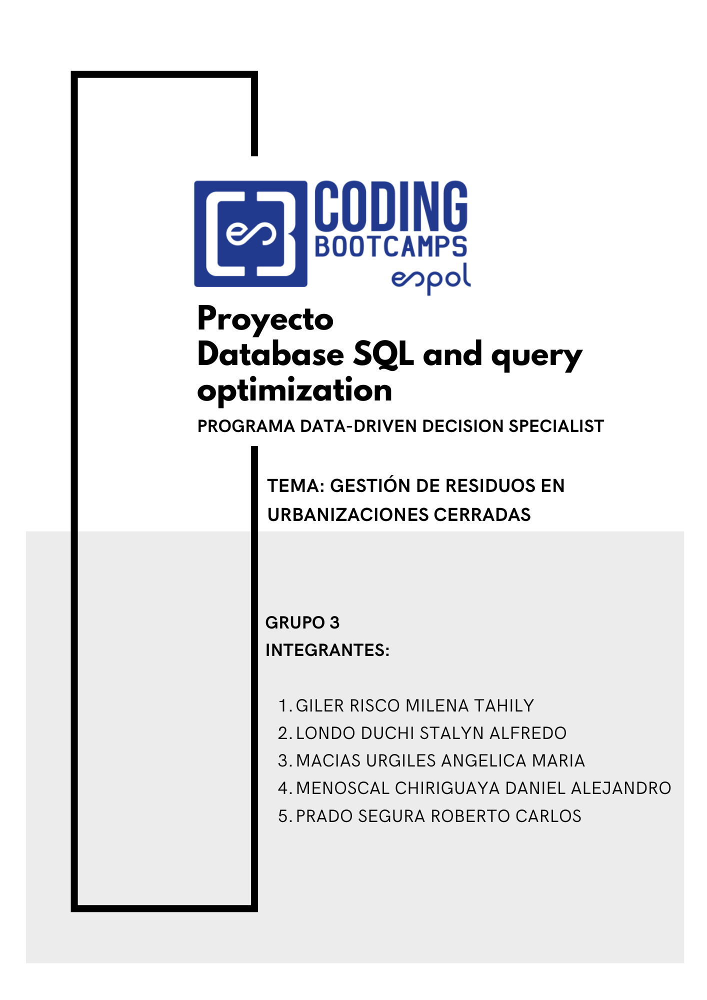 CODING
BOOTCAMPS
espol
Proyecto
Database SQL and query
optimization
PROGRAMA DATA-DRIVEN DECISION SPECIALIST
TEMA: GESTIÓN DE RESIDUOS EN
URBANIZACIONES CERRADAS
GRUPO 3
INTEGRANTES:
1. GILER RISCO MILENA TAHILY
2. LONDO DUCHI STALYN ALFREDO
3. MACIAS URGILES ANGELICA MARIA
4. MENOSCAL CHIRIGUAYA DANIEL ALEJANDRO
5. PRADO SEGURA ROBERTO CARLOS